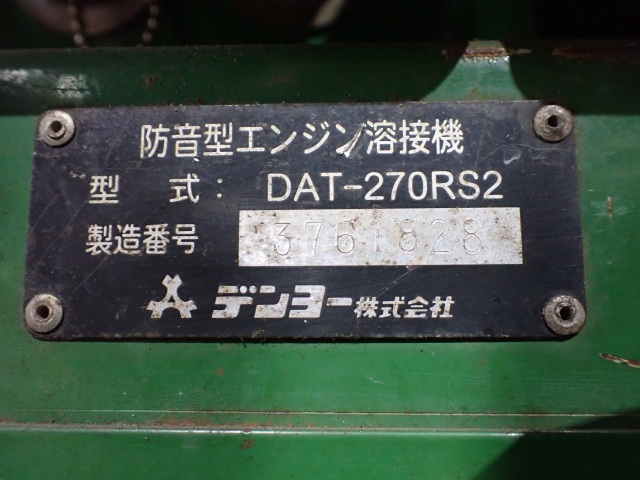 防音型エンジン溶接機
型 式: DAT-270RS2
製造番号 3761828
デンヨー株式会社